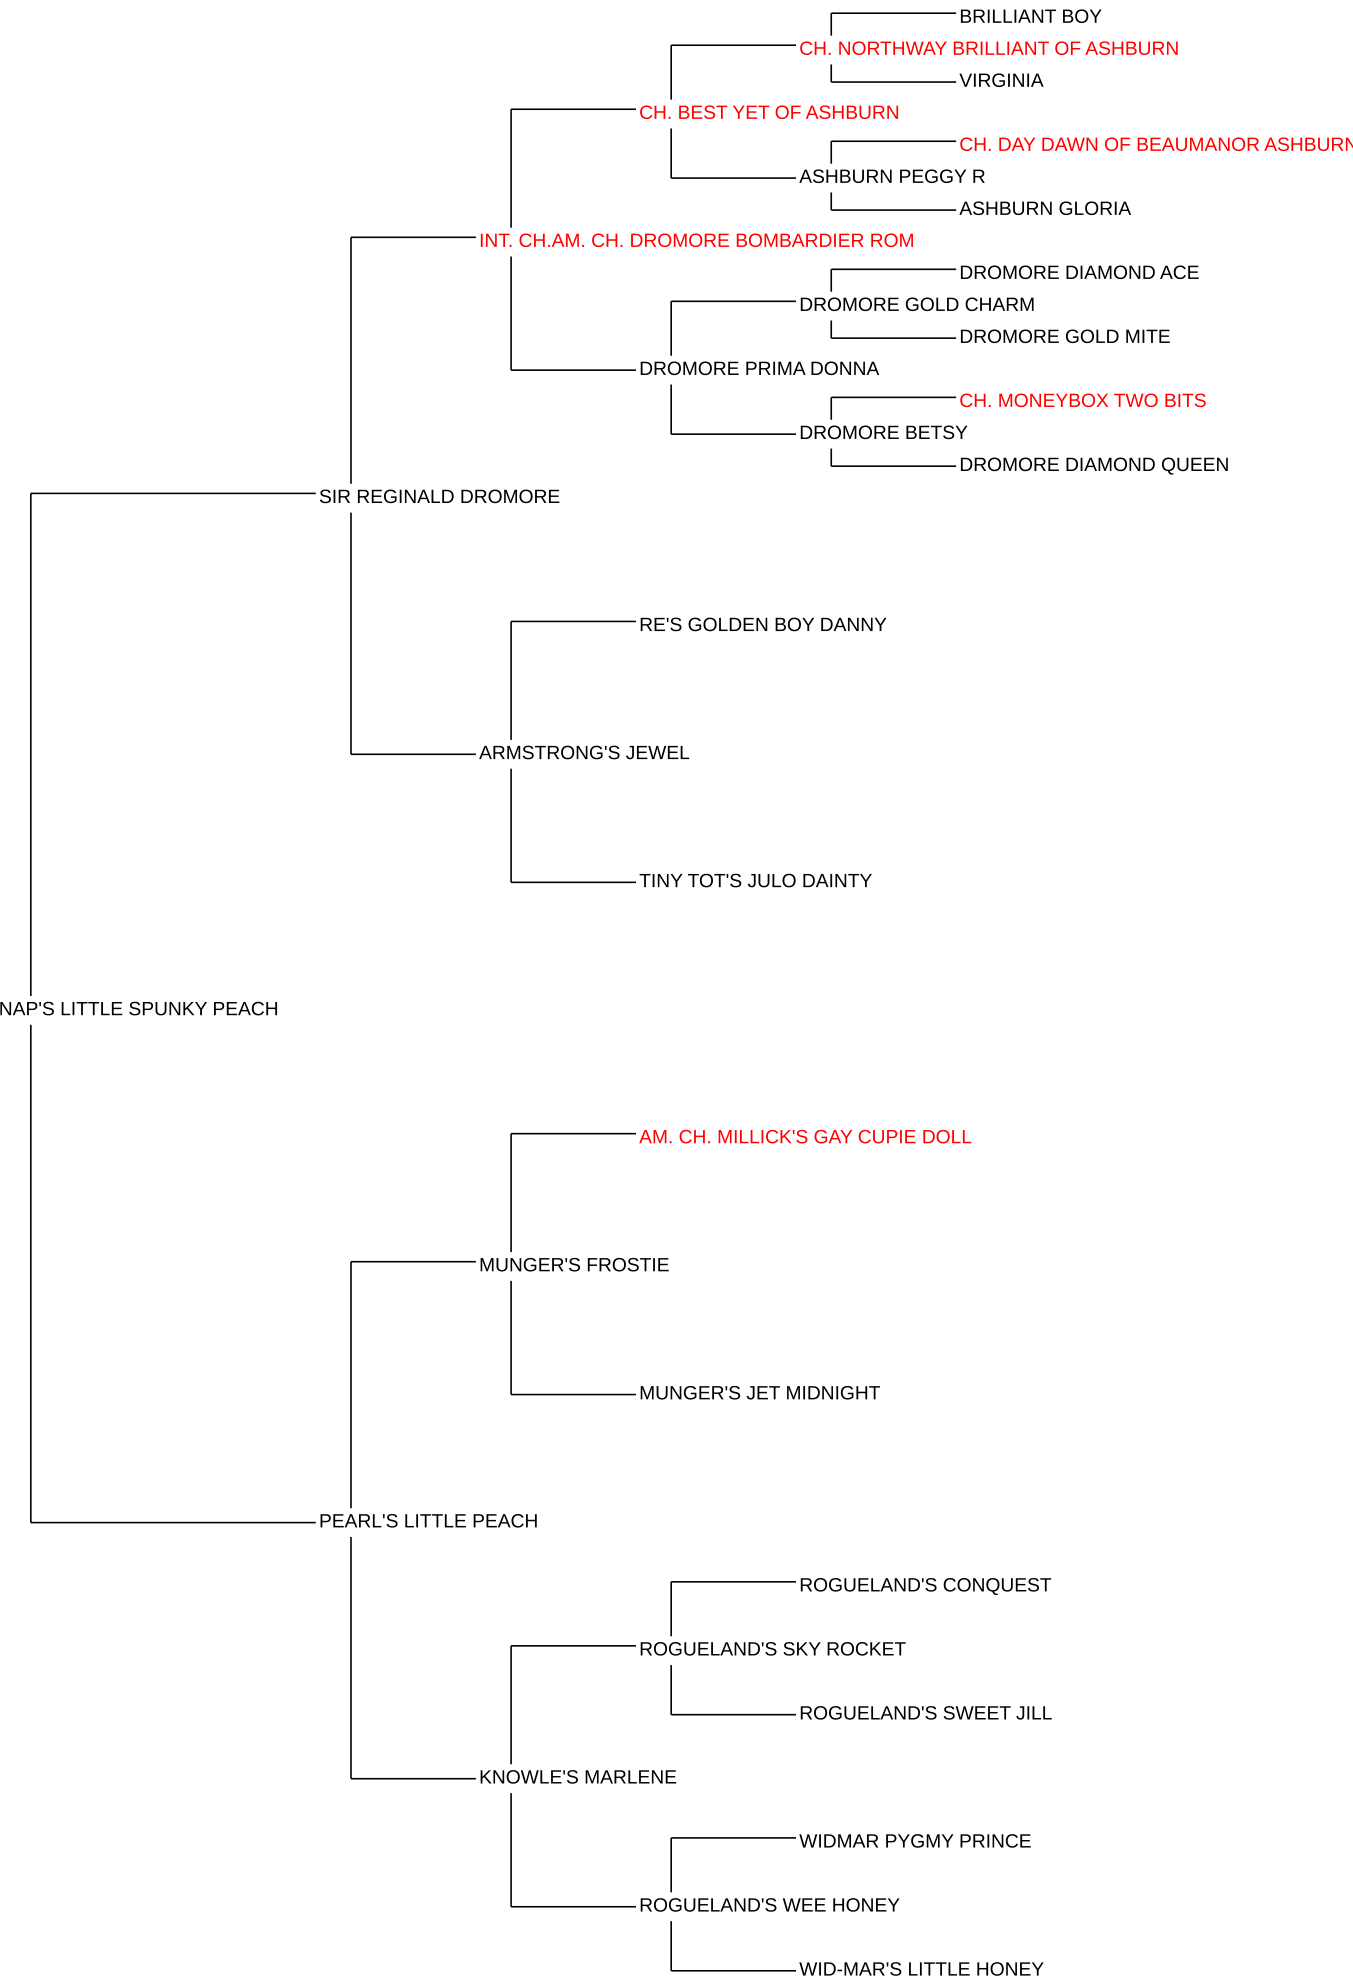 BRILLIANT BOY
CH. NORTHWAY BRILLIANT OF ASHBURN
VIRGINIA
CH. BEST YET OF ASHBURN
CH. DAY DAWN OF BEAUMANOR ASHBURN
ASHBURN PEGGY R
ASHBURN GLORIA
INT. CH.AM. CH. DROMORE BOMBARDIER ROM
DROMORE DIAMOND ACE
DROMORE GOLD CHARM
DROMORE GOLD MITE
DROMORE PRIMA DONNA
CH. MONEYBOX TWO BITS
DROMORE BETSY
DROMORE DIAMOND QUEEN
SIR REGINALD DROMORE
RE'S GOLDEN BOY DANNY
ARMSTRONG'S JEWEL
TINY TOT'S JULO DAINTY
NAP'S LITTLE SPUNKY PEACH
AM. CH. MILLICK'S GAY CUPIE DOLL
MUNGER'S FROSTIE
MUNGER'S JET MIDNIGHT
PEARL'S LITTLE PEACH
ROGUELAND'S CONQUEST
ROGUELAND'S SKY ROCKET
ROGUELAND'S SWEET JILL
KNOWLE'S MARLENE
WIDMAR PYGMY PRINCE
ROGUELAND'S WEE HONEY
WID-MAR'S LITTLE HONEY